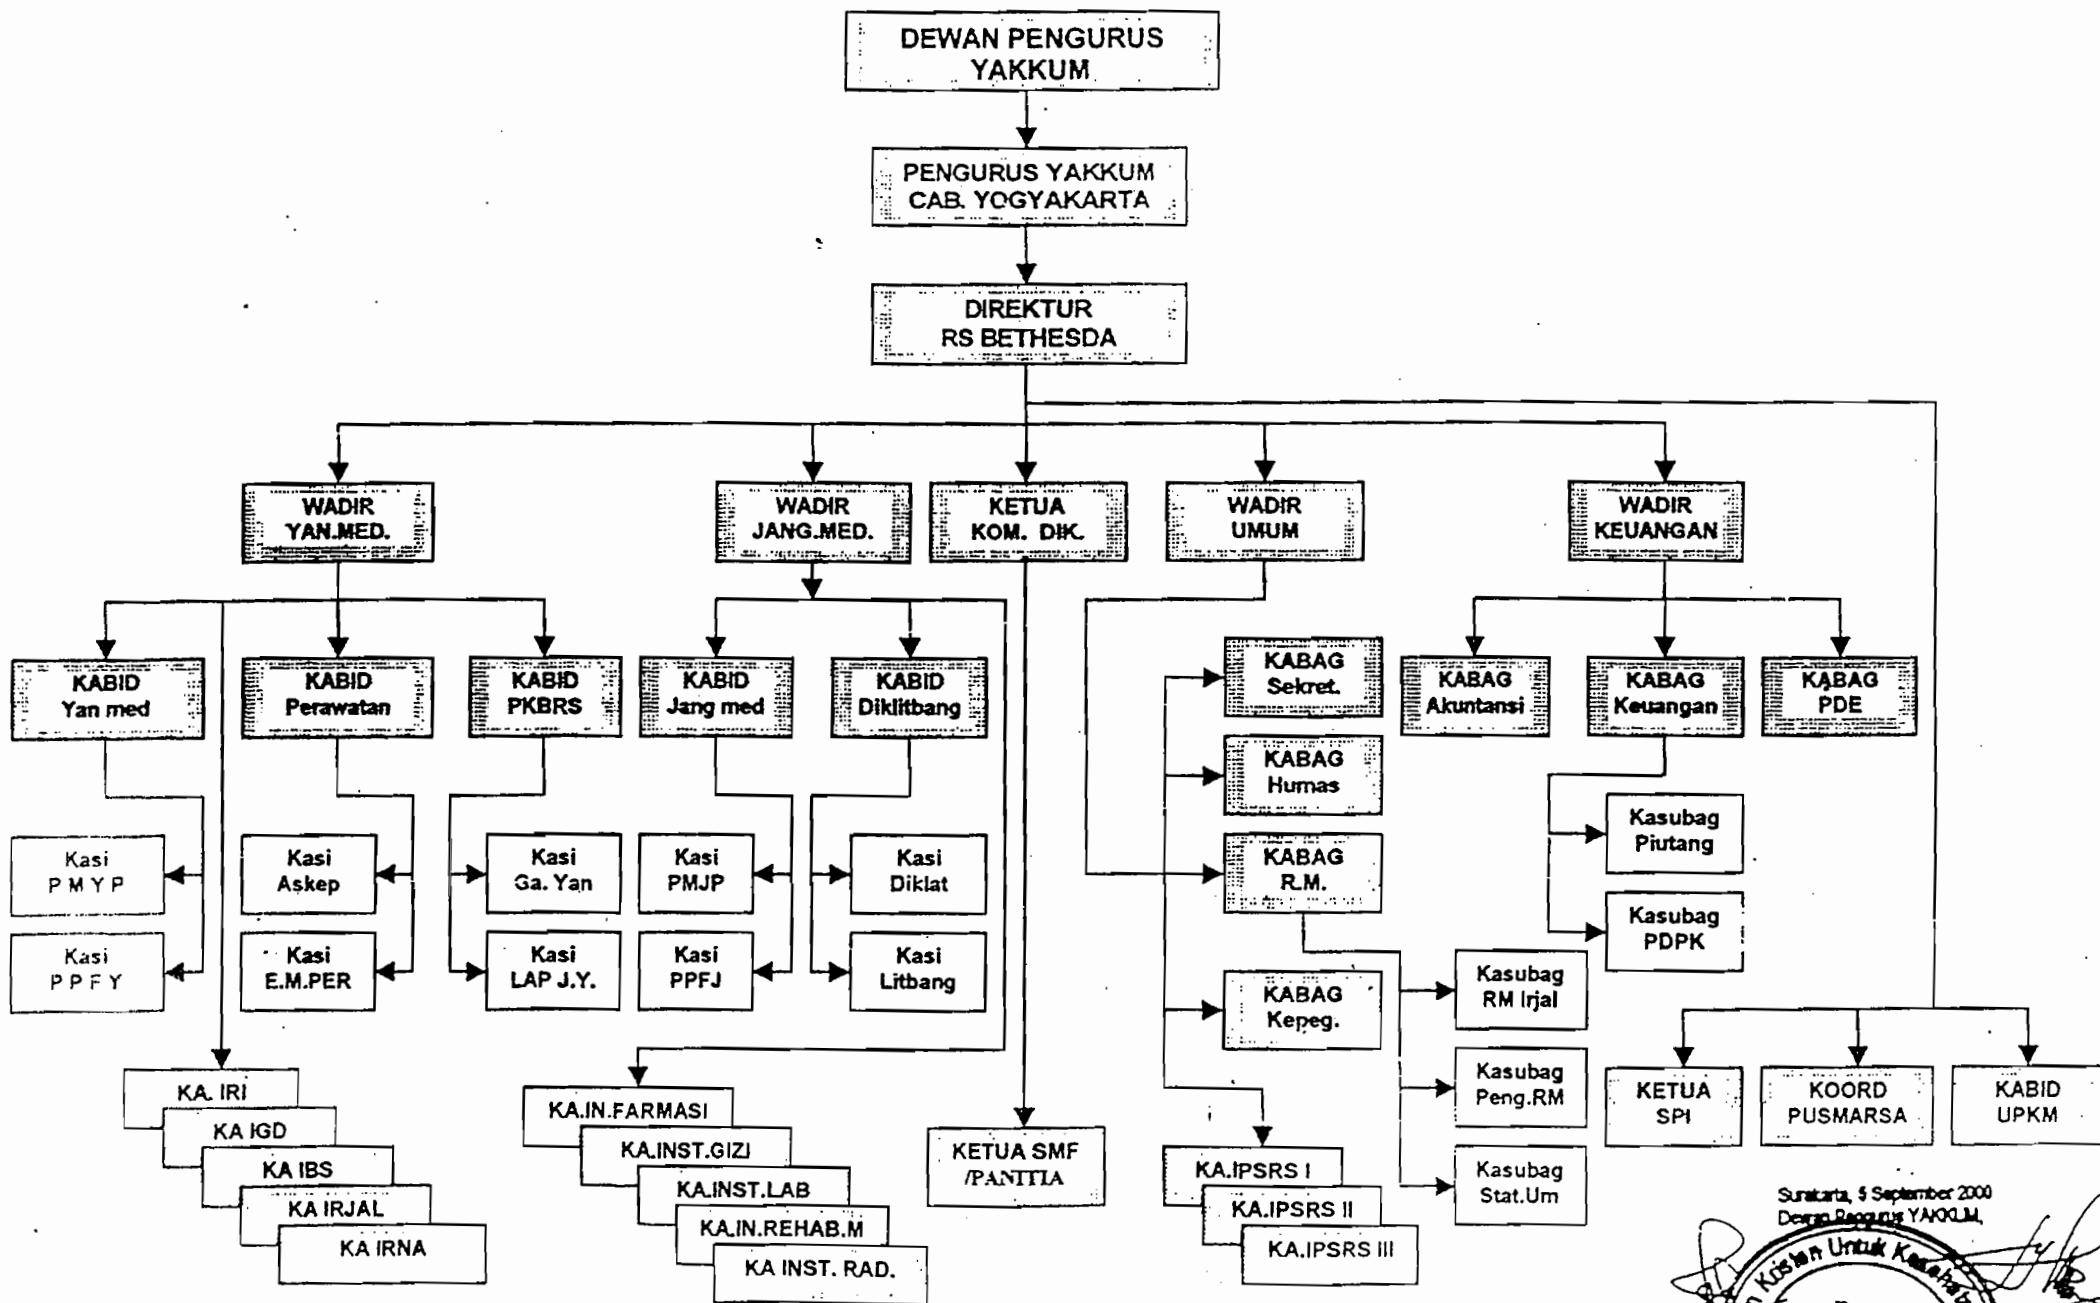 DEWAN PENGURUS
YAKKUM
PENGURUS YAKKUM
CAB. YOGYAKARTA
DIREKTUR
RS BETHESDA
WADIR
YAN.MED.
WADIR
JANG.MED.
KETUA
KOM. DIK.
WADIR
UMUM
WADIR
KEUANGAN
KABID
Yan med
KABID
Perawatan
KABID
PKBRS
KABID
Jang med
KABID
Diklitbang
KABAG
Sekret.
KABAG
Akuntansi
KABAG
Keuangan
KABAG
PDE
KABAG
Humas
Kasubag
Piutang
Kasi
P M Y P
Kasi
Askep
Kasi
Ga. Yan
Kasi
PMJP
Kasi
Diklat
KABAG
R.M.
Kasubag
PDPK
Kasi
P P F Y
Kasi
E.M.PER
Kasi
LAP J.Y.
Kasi
PPFJ
Kasi
Litbang
KABAG
Kepeg.
Kasubag
RM Irjal
Kasubag
Peng.RM
Kasubag
Stat.Um
KETUA
SPI
KOORD
PUSMARSA
KABID
UPKM
KA. IRI
KA IGD
KA IBS
KA IRJAL
KA IRNA
KA.IN.FARMASI
KA.INST.GIZI
KA.INST.LAB
KA.IN.REHAB.M
KA INST. RAD.
KETUA SMF
/PANITIA
KA.IPSRS I
KA.IPSRS II
KA.IPSRS III
Surakarta, 5 September 2000
Dewan Pengurus YAKKUM,
Kristen Untuk